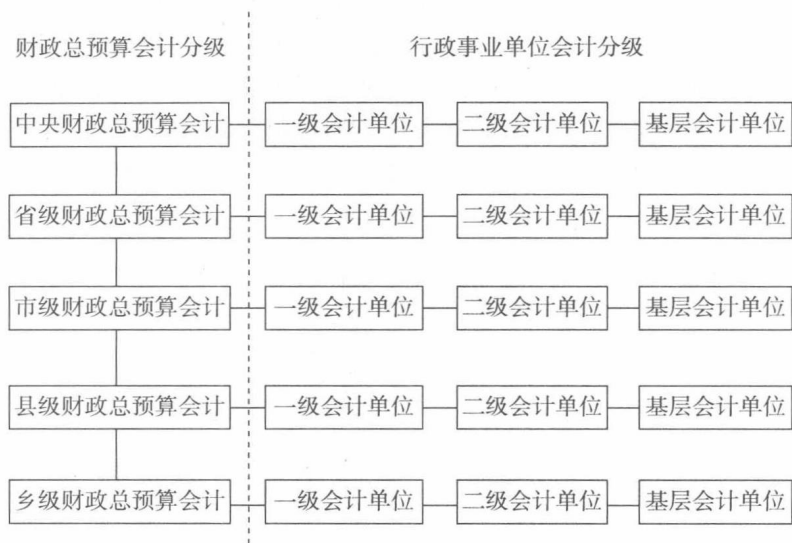 财政总预算会计分级 行政事业单位会计分级
中央财政总预算会计 一级会计单位 二级会计单位 基层会计单位
省级财政总预算会计 一级会计单位 二级会计单位 基层会计单位
市级财政总预算会计 一级会计单位 二级会计单位 基层会计单位
县级财政总预算会计 一级会计单位 二级会计单位 基层会计单位
乡级财政总预算会计 一级会计单位 二级会计单位 基层会计单位